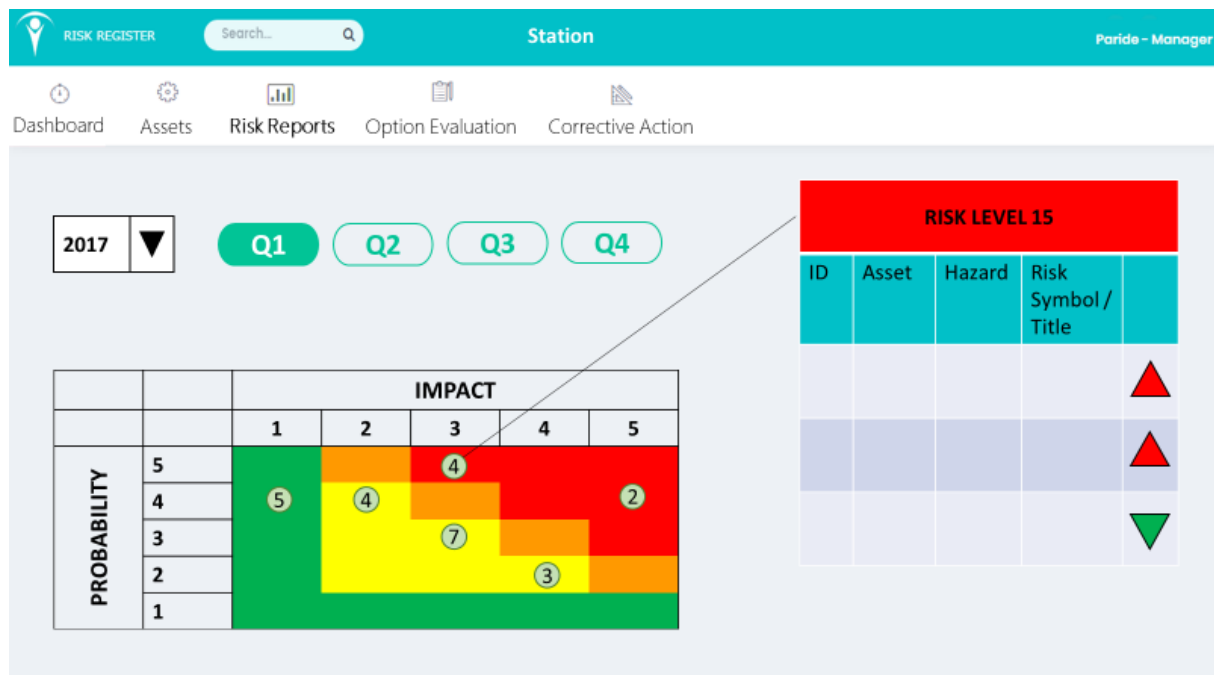 RISK REGISTER
Search...
Station
Paride - Manager
Dashboard
Assets
Risk Reports
Option Evaluation
Corrective Action
2017
Q1
Q2
Q3
Q4
RISK LEVEL 15
ID
Asset
Hazard
Risk
Symbol /
Title
IMPACT
1 2 3 4 5
PROBABILITY
5 4
4 5 4 2
3 7
2 3
1